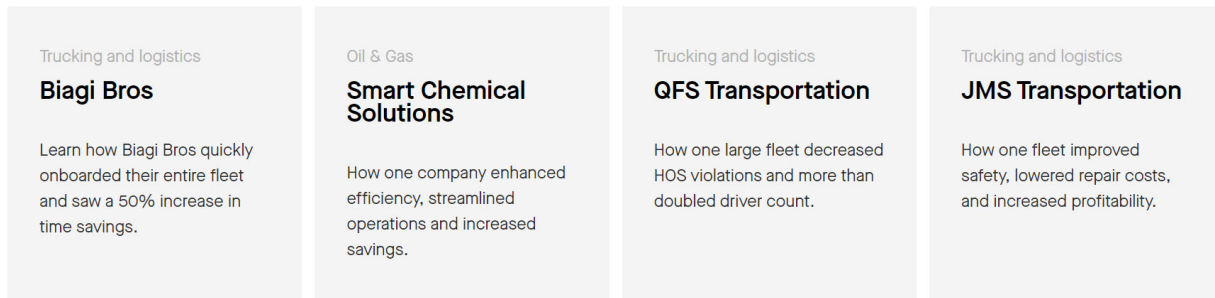 Trucking and logistics
Biagi Bros
Learn how Biagi Bros quickly
onboarded their entire fleet
and saw a 50% increase in
time savings.
Oil & Gas
Smart Chemical
Solutions
How one company enhanced
efficiency, streamlined
operations and increased
savings.
Trucking and logistics
QFS Transportation
How one large fleet decreased
HOS violations and more than
doubled driver count.
Trucking and logistics
JMS Transportation
How one fleet improved
safety, lowered repair costs,
and increased profitability.